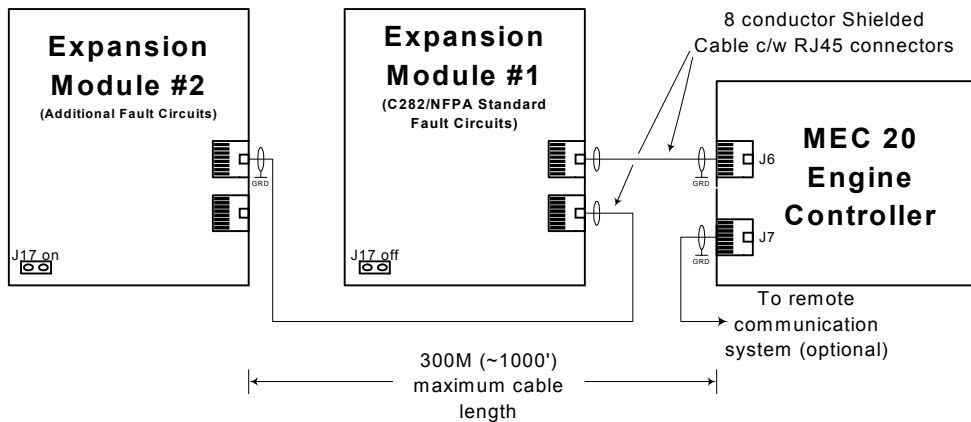 Expansion
Module #2
(Additional Fault Circuits)
GRD
J17 on
Expansion
Module #1
(C282/NFPA Standard
Fault Circuits)
J17 off
8 conductor Shielded
Cable c/w RJ45 connectors
MEC 20
Engine
Controller
J6
GRD
J7
GRD
To remote
communication
system (optional)
300M (~1000')
maximum cable
length